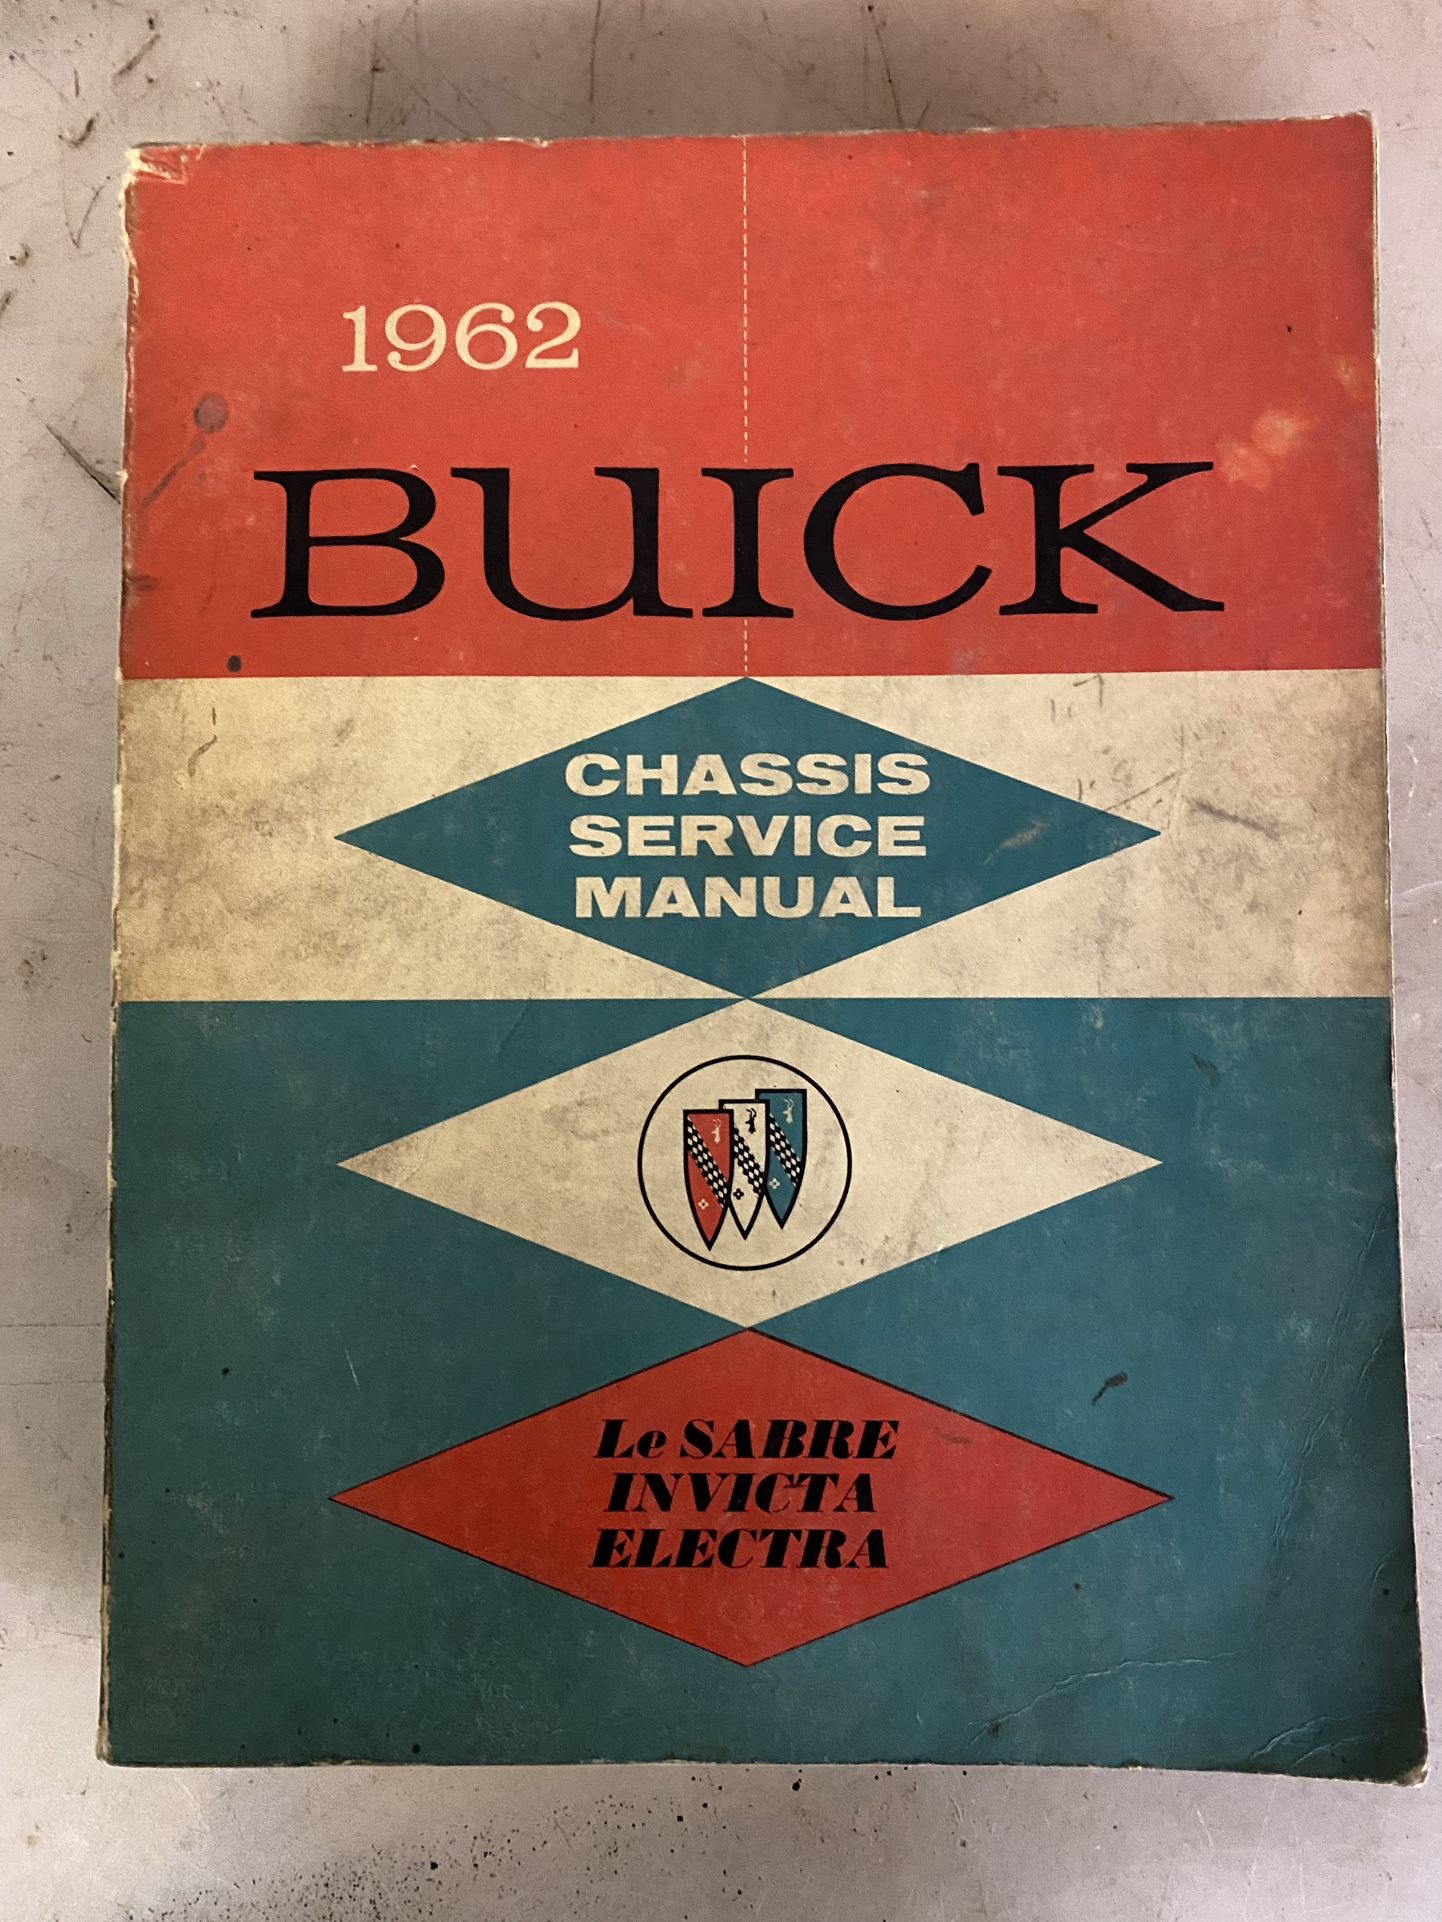 1962
BUICK
CHASSIS
SERVICE
MANUAL
Le SABRE
INVICTA
ELECTRA